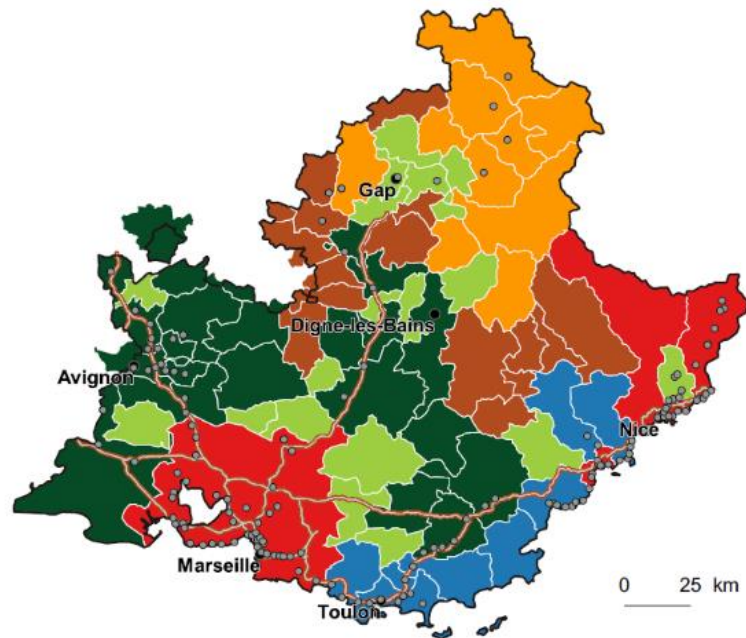 Gap
Digne-les-Bains
Avignon
Nice
Marseille
0 25 km
Toulon